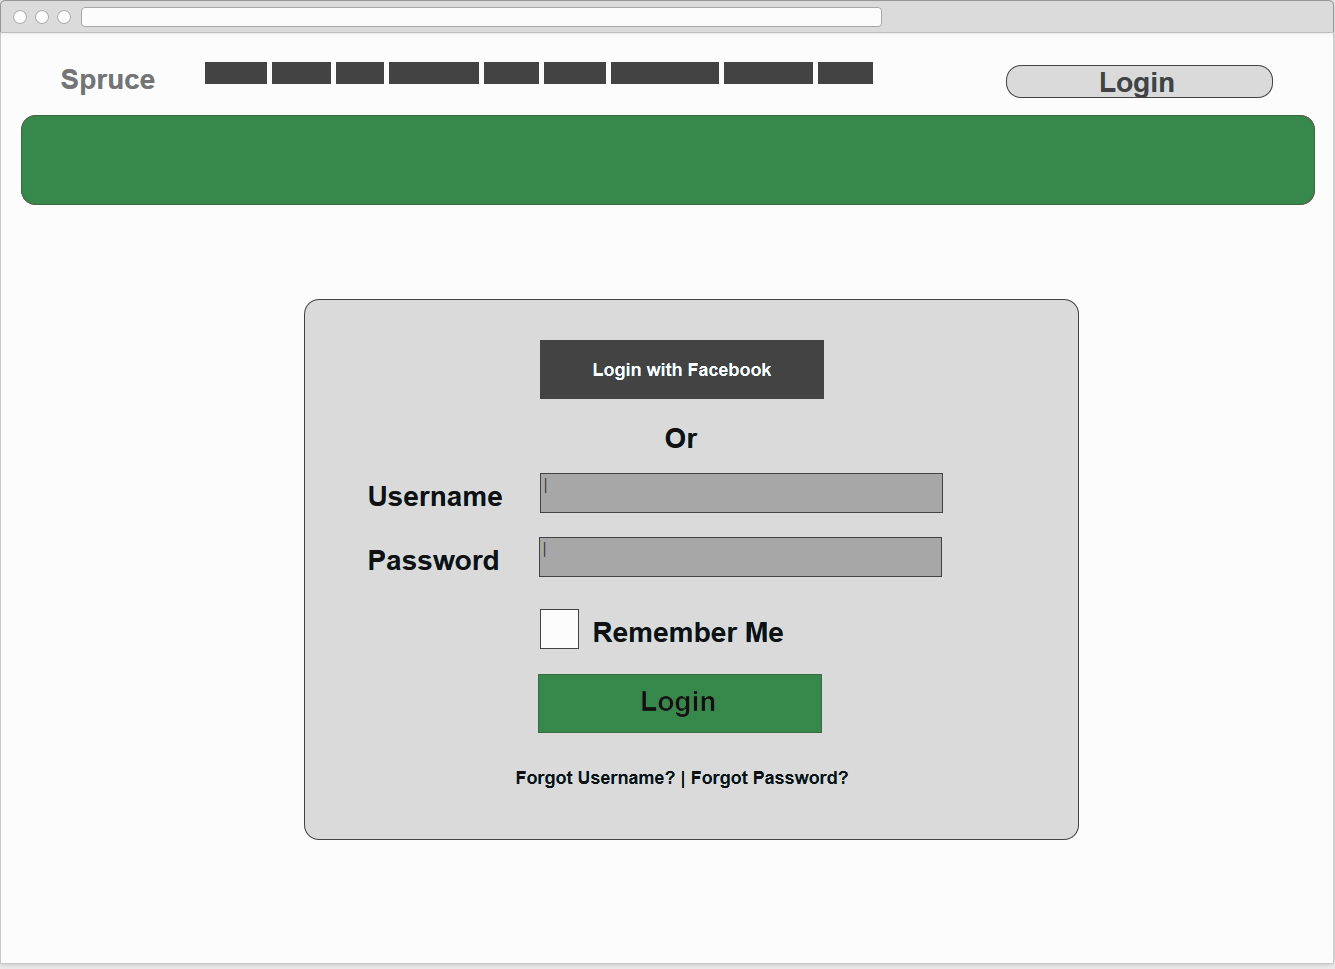 Spruce
Login
Login with Facebook
Or
Username
Password
Remember Me
Login
Forgot Username? | Forgot Password?